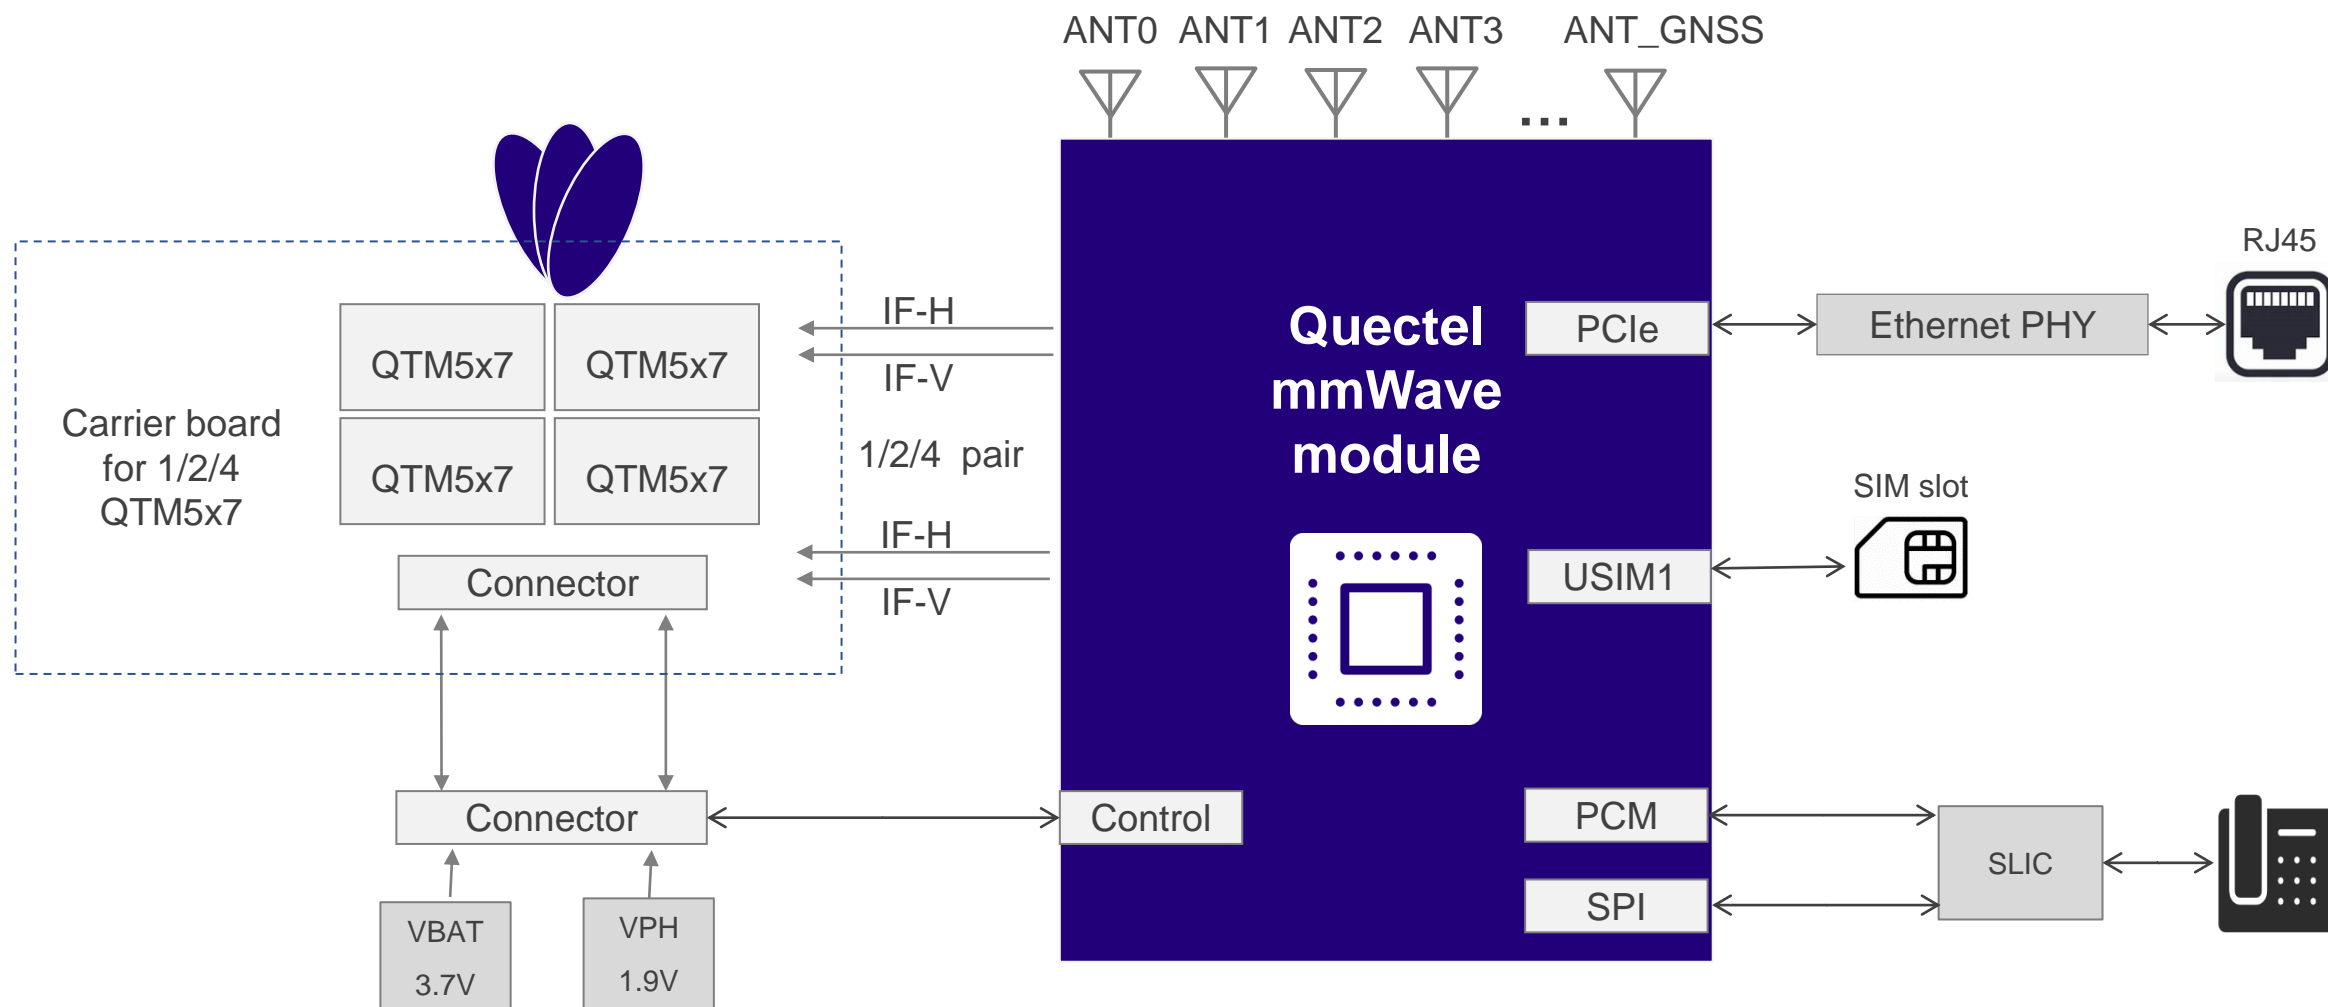 ANT0 ANT1 ANT2 ANT3 ANT_GNSS
...
RJ45
IF-H
IF-V
1/2/4 pair
IF-H
IF-V
QTM5x7 QTM5x7
QTM5x7 QTM5x7
Carrier board
for 1/2/4
QTM5x7
Connector
Connector
VBAT
3.7V
VPH
1.9V
Quectel
mmWave
module
Control
PCIe
Ethernet PHY
SIM slot
USIM1
PCM
SPI
SLIC